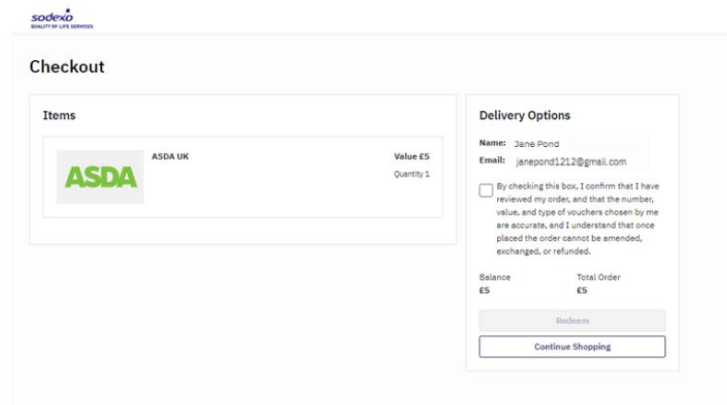 sodexo
QUALITY OF LIFE SERVICES
Checkout
Items
ASDA
ASDA UK
Value £5
Quantity 1
Delivery Options
Name: Jane Pond
Email: janepond1212@gmail.com
By checking this box, I confirm that I have
reviewed my order, and that the number,
value, and type of vouchers chosen by me
are accurate, and I understand that once
placed the order cannot be amended,
exchanged, or refunded.
Balance Total Order
£5 £5
Redeem
Continue Shopping